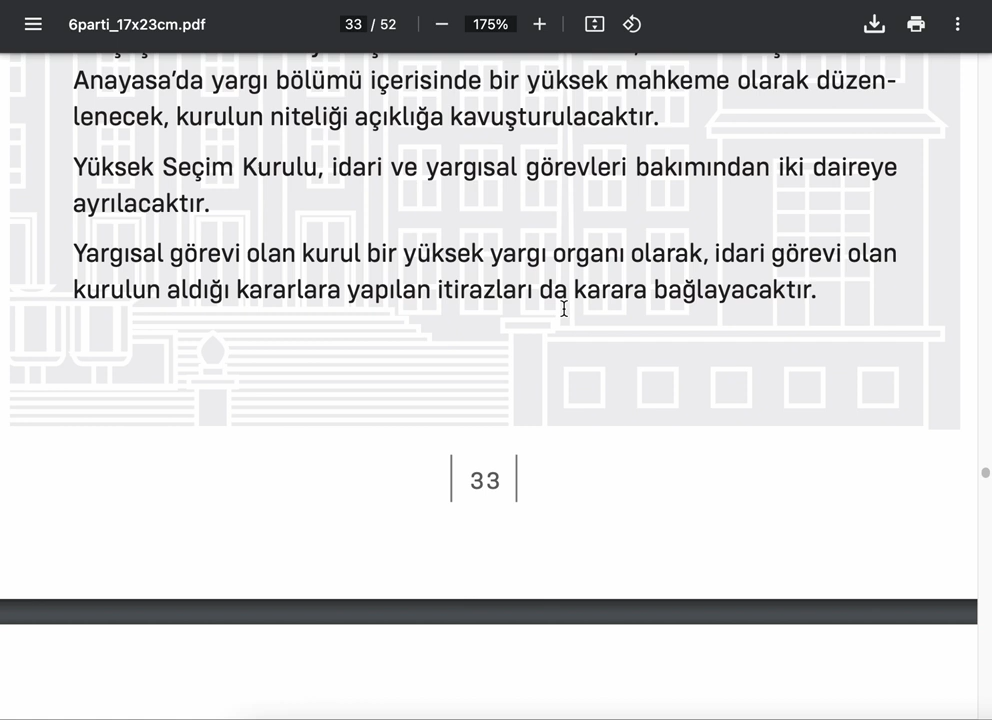 6parti_17x23cm.pdf
33 / 52
175%
Anayasa’da yargı bölümü içerisinde bir yüksek mahkeme olarak düzen-
lenecek, kurulun niteliği açıklığa kavuşturulacaktır.
Yüksek Seçim Kurulu, idari ve yargısal görevleri bakımından iki daireye
ayrılacaktır.
Yargısal görevi olan kurul bir yüksek yargı organı olarak, idari görevi olan
kurulun aldığı kararlara yapılan itirazları da karara bağlayacaktır.
33